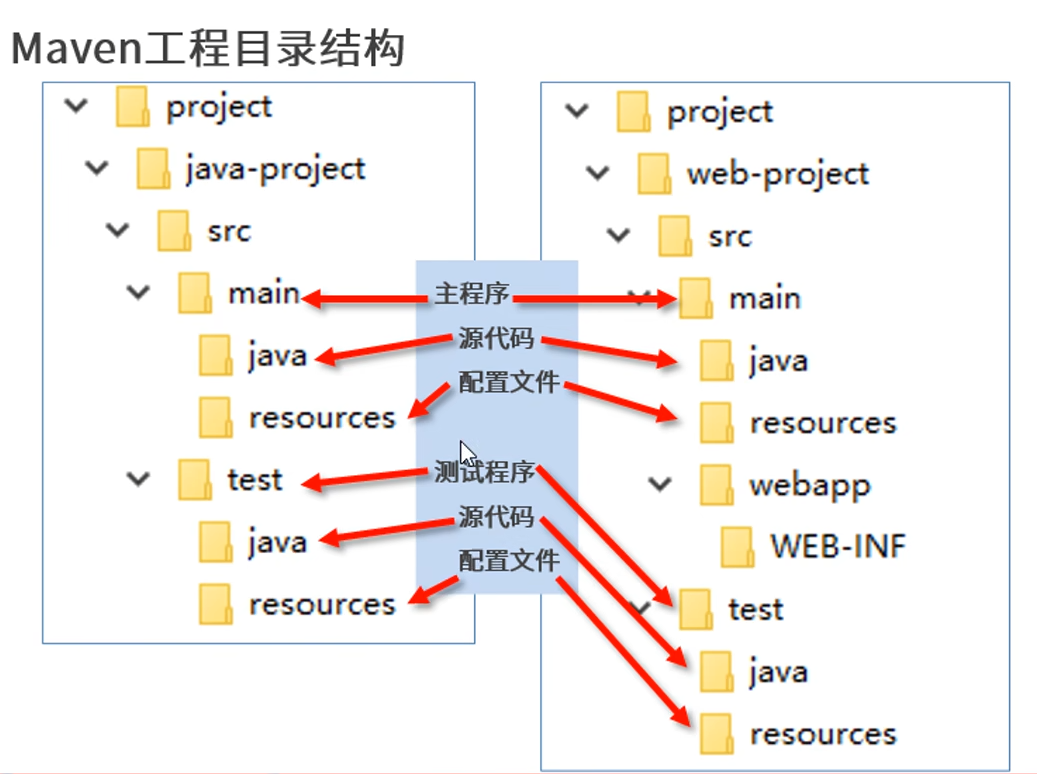 Maven工程目录结构
project
java-project
src
main
java
resources
test
java
resources
主程序
源代码
配置文件
测试程序
源代码
配置文件
project
web-project
src
main
java
resources
webapp
WEB-INF
test
java
resources